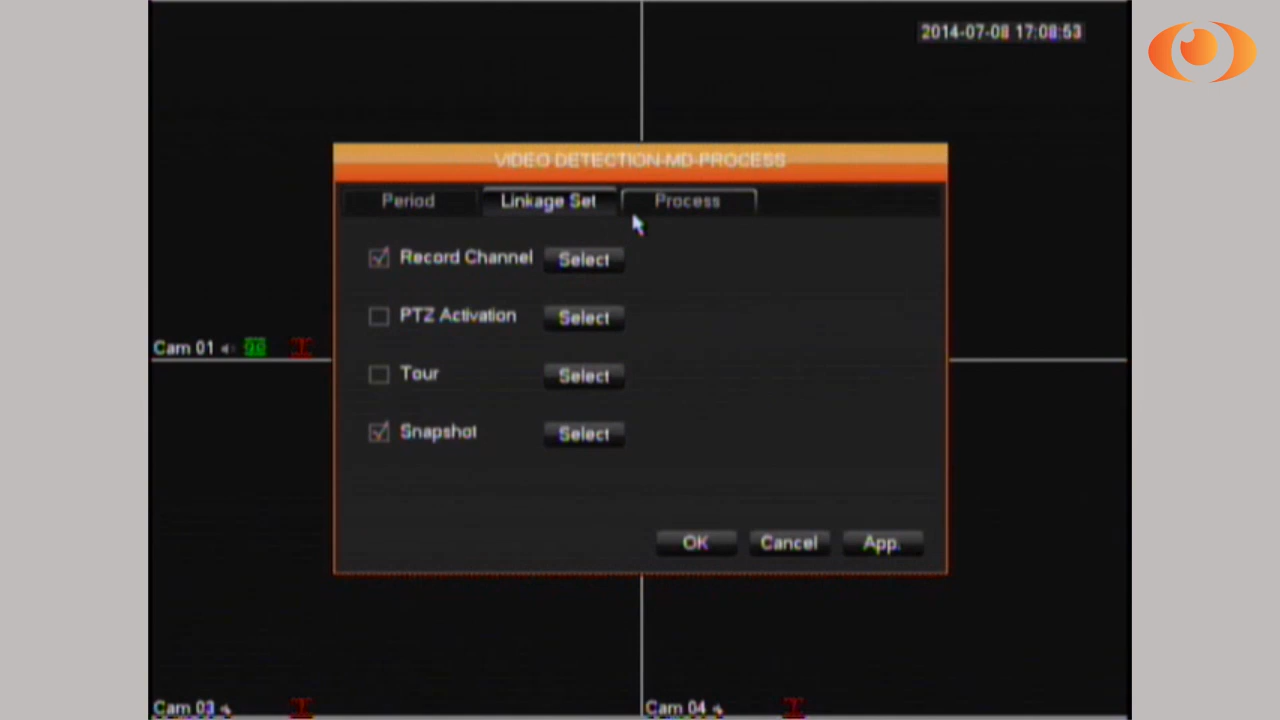 2014-07-08 17:08:53
VIDEO DETECTION-MD-PROCESS
Period Linkage Set Process
Record Channel Select
PTZ Activation Select
Tour Select
Snapshot Select
OK Cancel App.
Cam 01
Cam 03 Cam 04